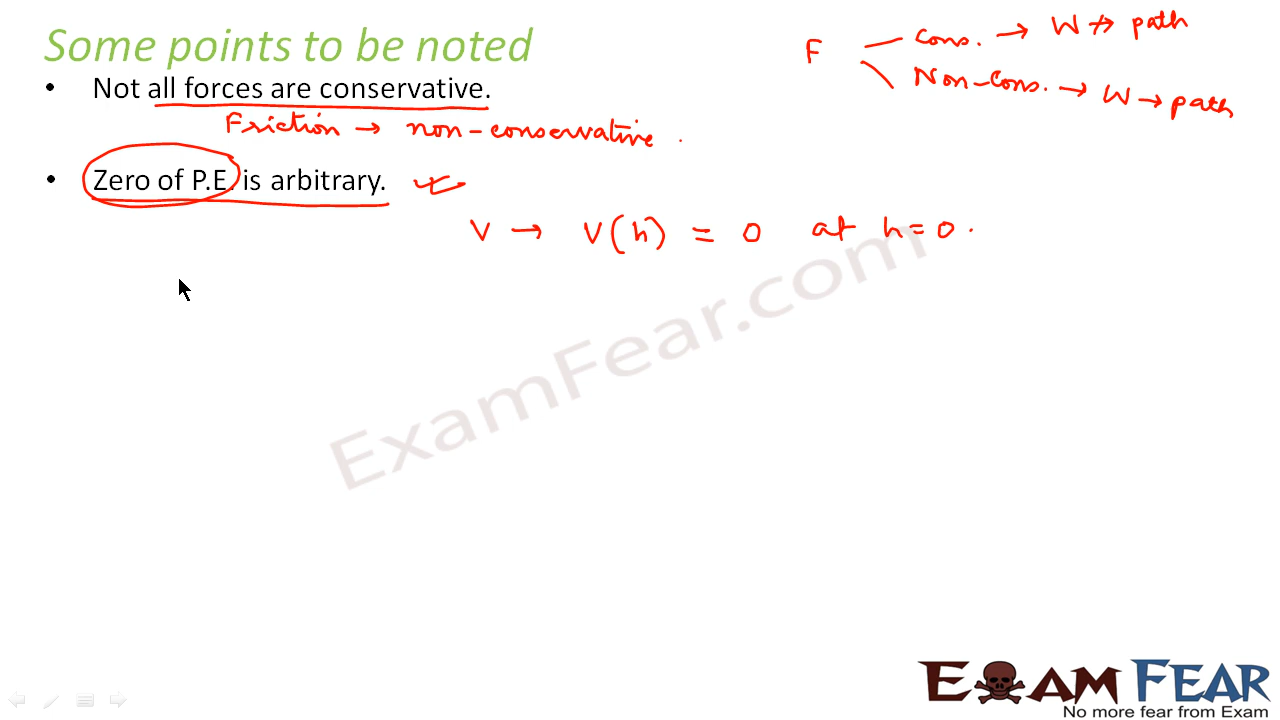 Some points to be noted
F
Cons. → W ↛ path
Non-Cons. → W → path
• Not all forces are conservative.
Friction → non-conservative.
• Zero of P.E. is arbitrary.
V → V(h) = 0 at h=0.
ExamFear.com
EXAM FEAR
No more fear from Exam